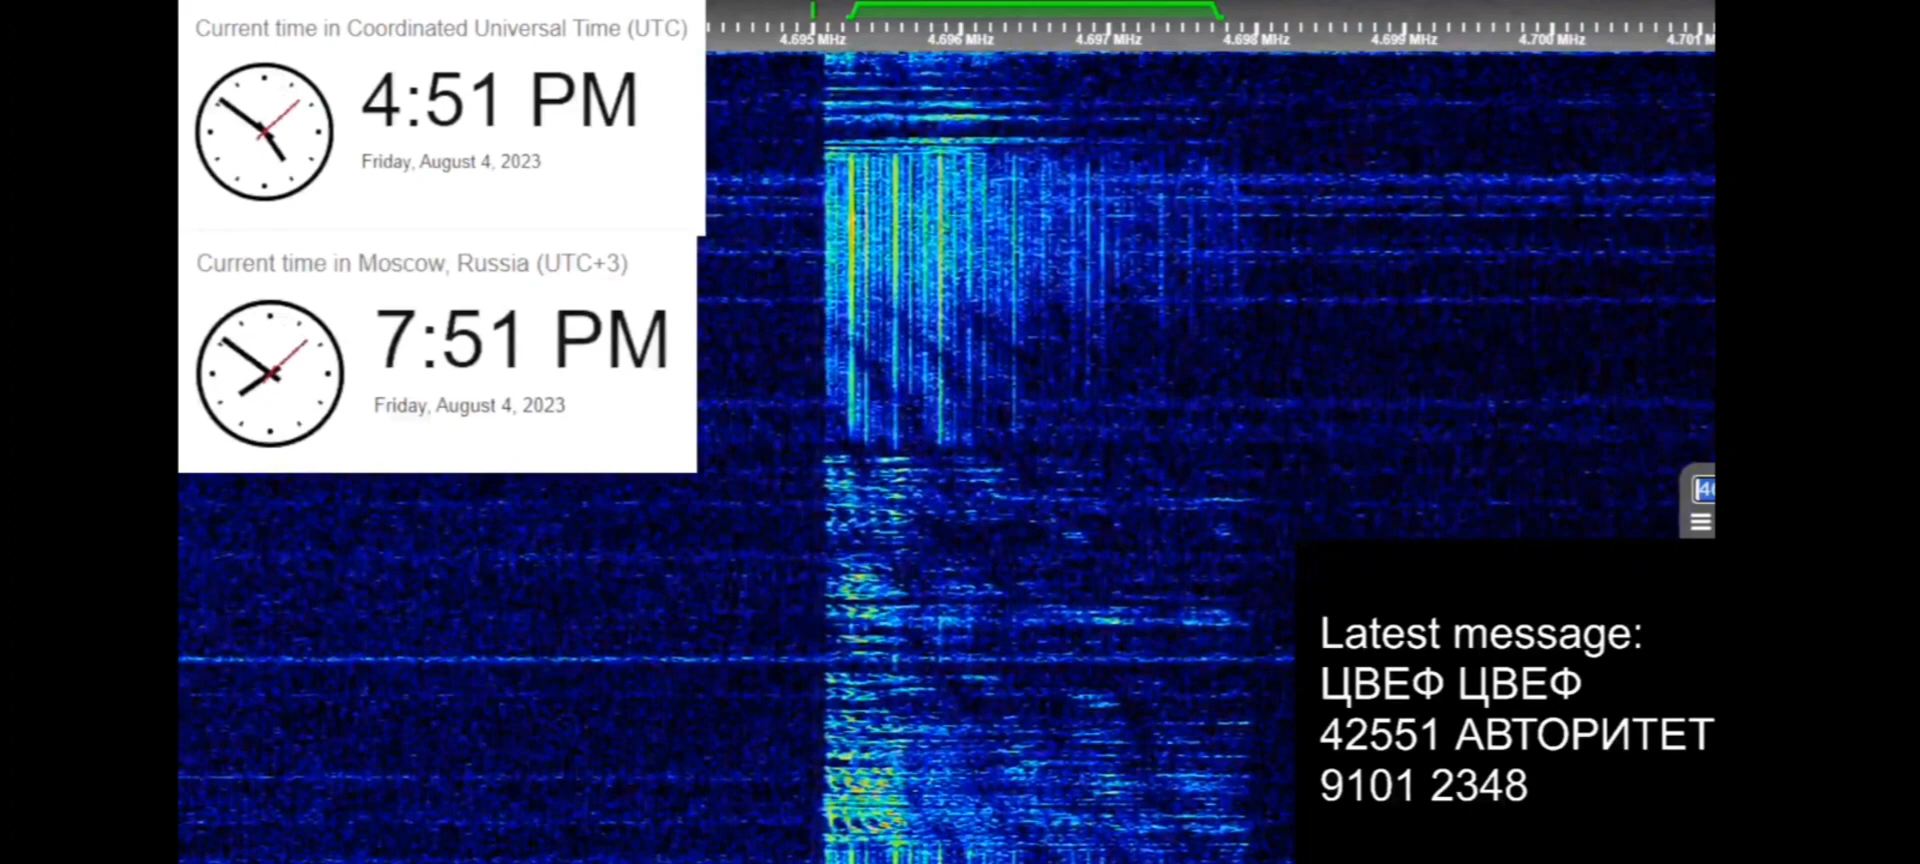 Current time in Coordinated Universal Time (UTC)
4:51 PM
Friday, August 4, 2023
Current time in Moscow, Russia (UTC+3)
7:51 PM
Friday, August 4, 2023
4.695 MHz 4.696 MHz 4.697 MHz 4.698 MHz 4.699 MHz 4.700 MHz 4.701 M
Latest message:
ЦВЕФ ЦВЕФ
42551 АВТОРИТЕТ
9101 2348